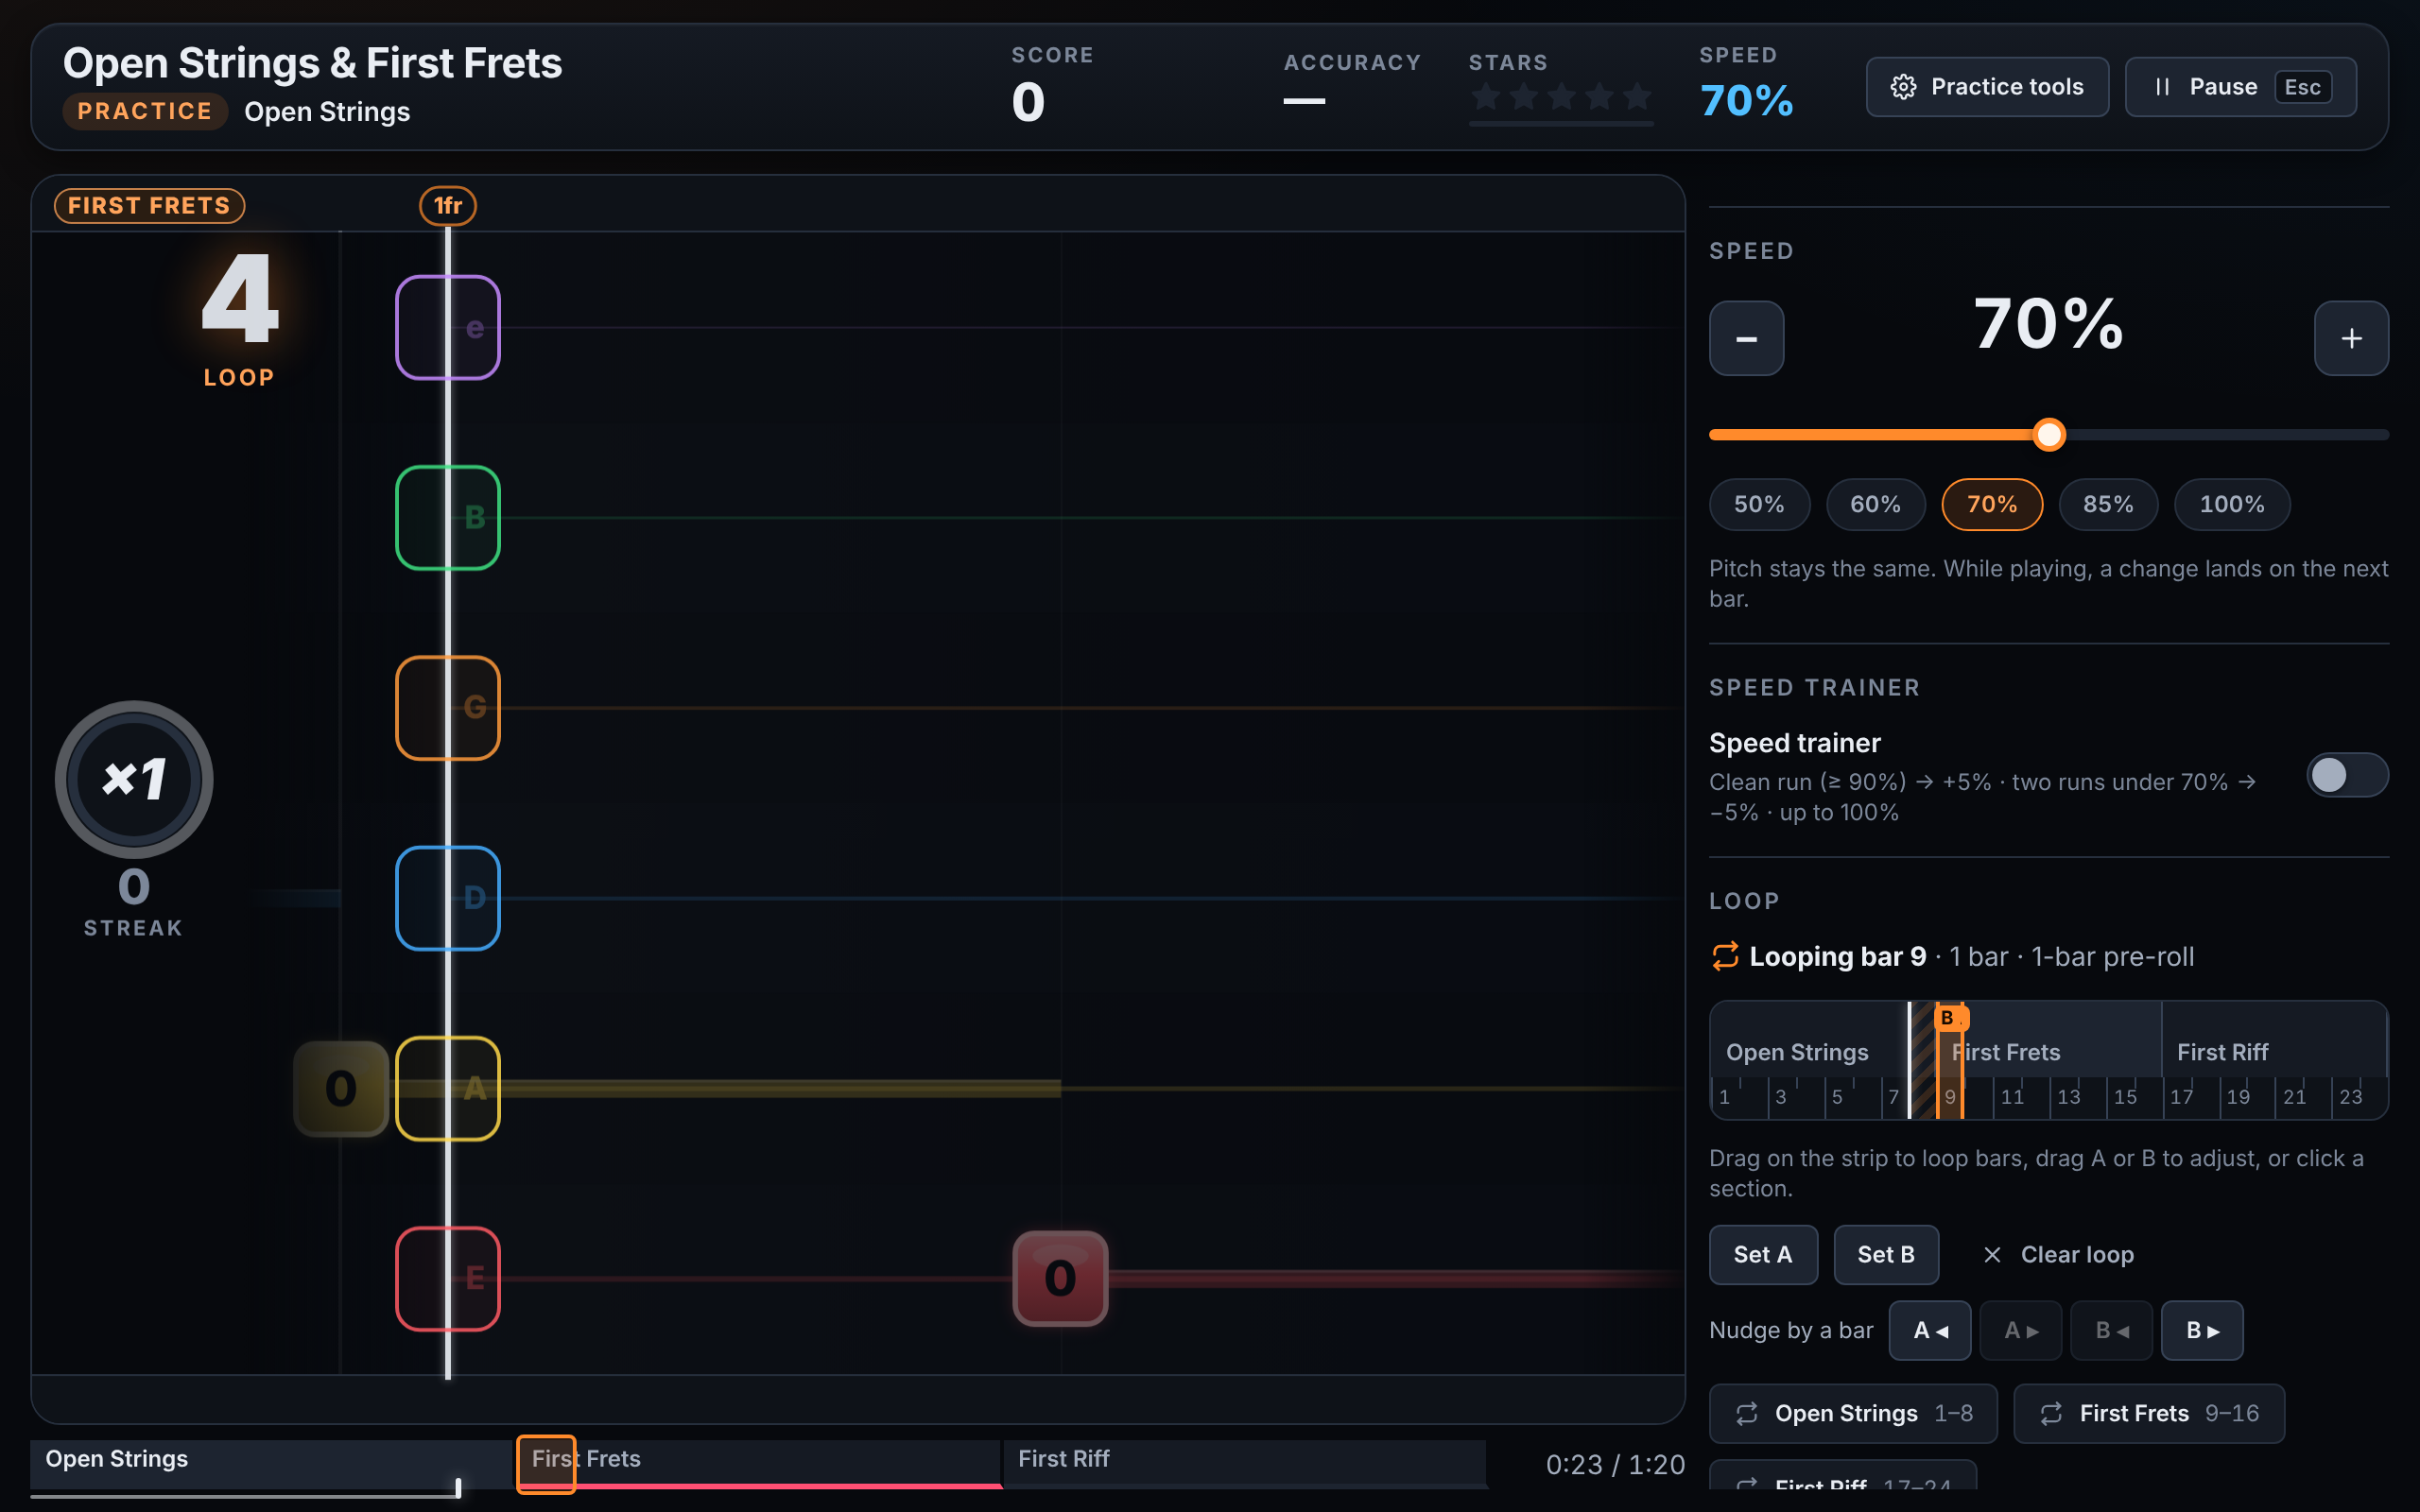 Open Strings & First Frets
PRACTICE Open Strings
SCORE
0
ACCURACY
—
STARS
SPEED
70%
Practice tools
Pause Esc
FIRST FRETS
1fr
4
LOOP
e
B
G
D
A
E
×1
0
STREAK
0
0
Open Strings
First Frets
First Riff
0:23 / 1:20
SPEED
−
70%
+
50% 60% 70% 85% 100%
Pitch stays the same. While playing, a change lands on the next
bar.
SPEED TRAINER
Speed trainer
Clean run (≥ 90%) → +5% · two runs under 70% →
−5% · up to 100%
LOOP
Looping bar 9 · 1 bar · 1-bar pre-roll
B
Open Strings First Frets First Riff
1 3 5 7 9 11 13 15 17 19 21 23
Drag on the strip to loop bars, drag A or B to adjust, or click a
section.
Set A Set B × Clear loop
Nudge by a bar A ◂ A ▸ B ◂ B ▸
Open Strings 1–8 First Frets 9–16
First Riff 17–24